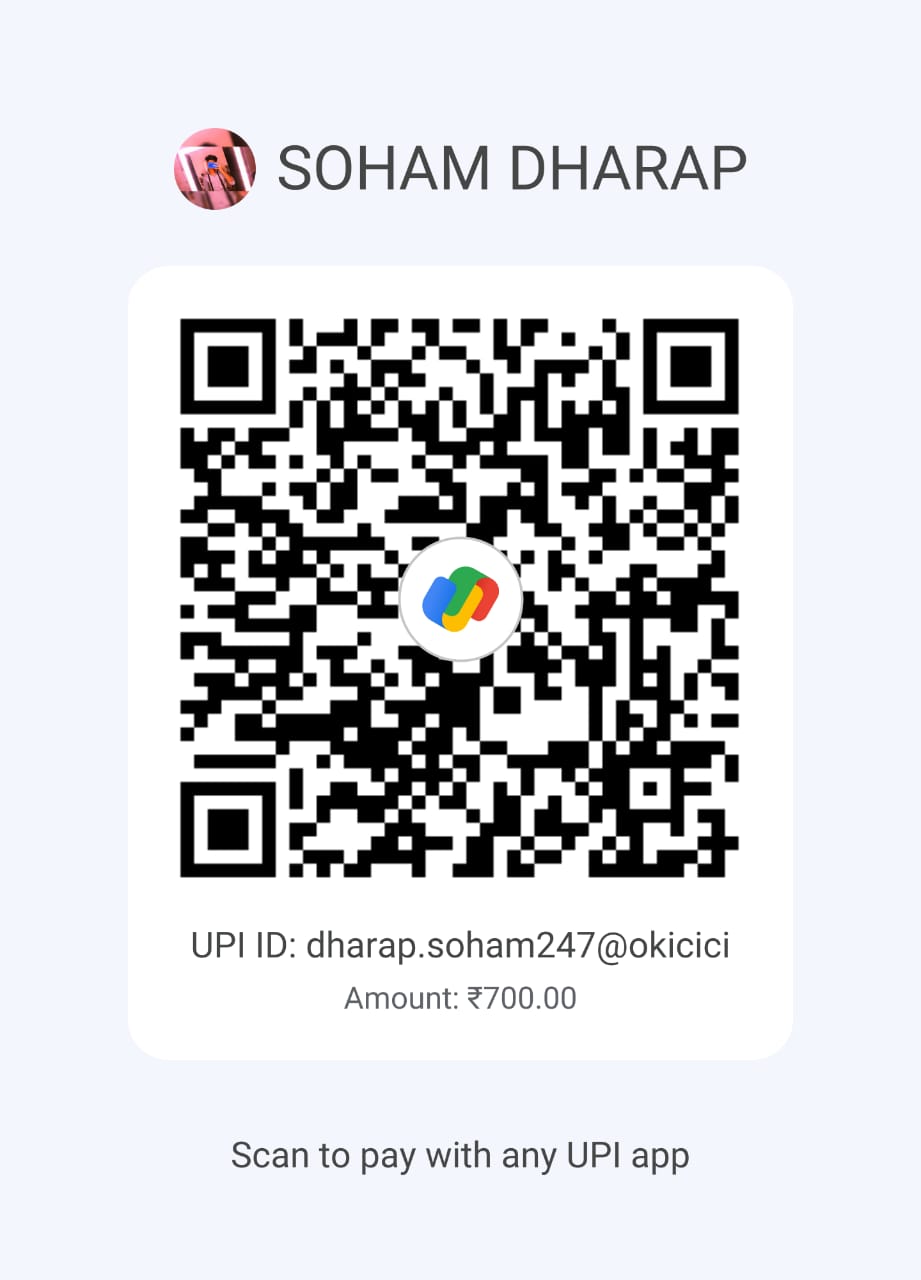 SOHAM DHARAP
UPI ID: dharap.soham247@okicici
Amount: ₹700.00
Scan to pay with any UPI app